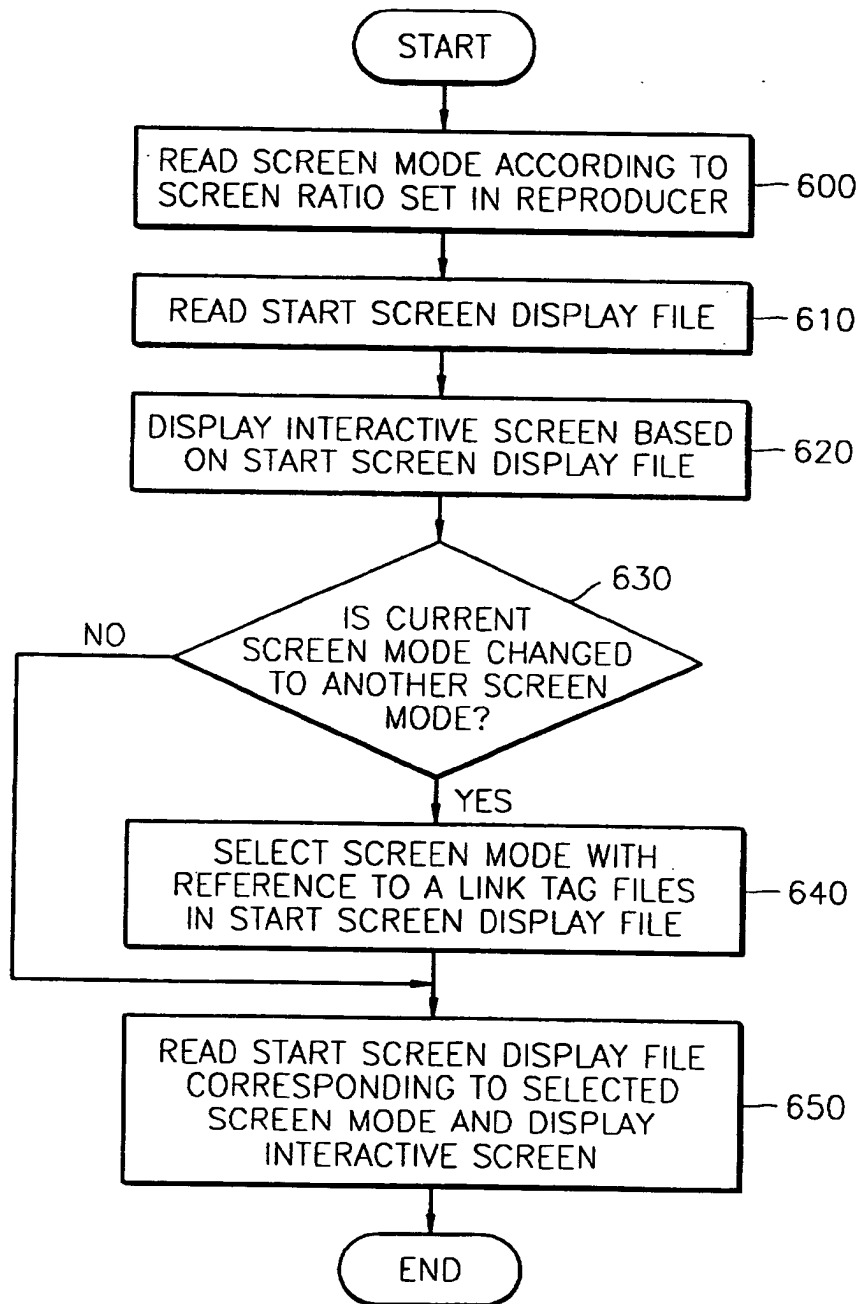 START
READ SCREEN MODE ACCORDING TO
SCREEN RATIO SET IN REPRODUCER
600
READ START SCREEN DISPLAY FILE
610
DISPLAY INTERACTIVE SCREEN BASED
ON START SCREEN DISPLAY FILE
620
630
IS CURRENT
SCREEN MODE CHANGED
TO ANOTHER SCREEN
MODE?
NO
YES
SELECT SCREEN MODE WITH
REFERENCE TO A LINK TAG FILES
IN START SCREEN DISPLAY FILE
640
READ START SCREEN DISPLAY FILE
CORRESPONDING TO SELECTED
SCREEN MODE AND DISPLAY
INTERACTIVE SCREEN
650
END